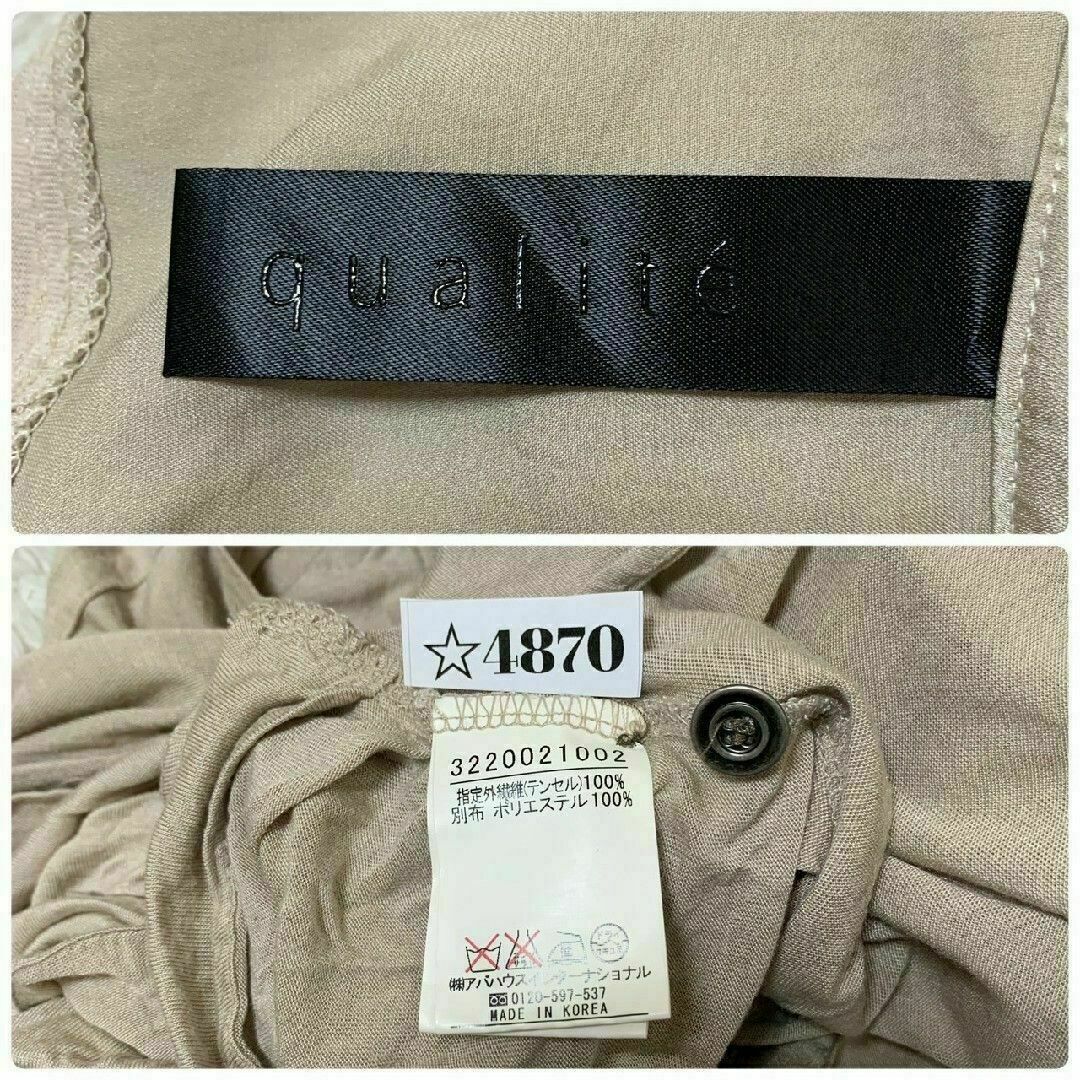 qualité
☆4870
3220021002
指定外繊維(テンセル)100%
別布 ポリエステル100%
㈱アバハウスインターナショナル
0120-597-537
MADE IN KOREA